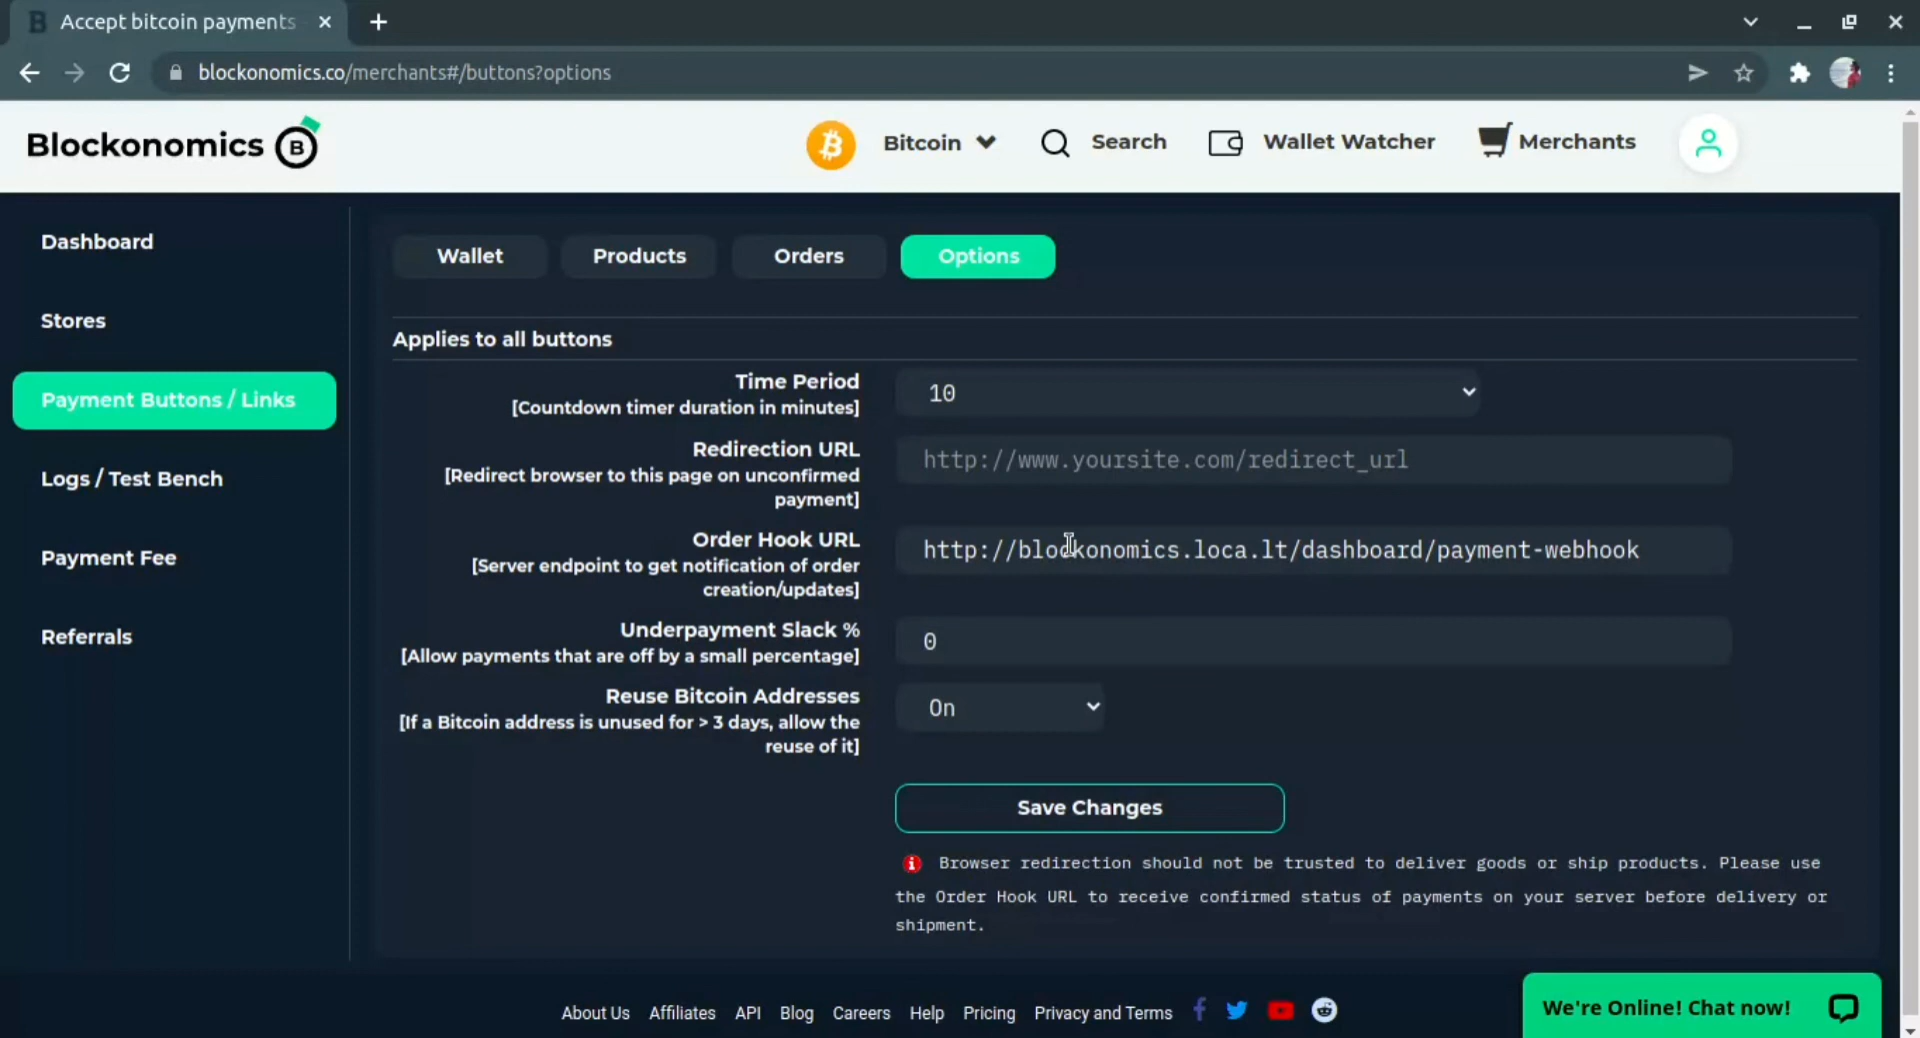 Accept bitcoin payments
blockonomics.co/merchants#/buttons?options
Blockonomics B
Bitcoin Search Wallet Watcher Merchants
Dashboard
Stores
Payment Buttons / Links
Logs / Test Bench
Payment Fee
Referrals
Wallet Products Orders Options
Applies to all buttons
Time Period
[Countdown timer duration in minutes]
10
Redirection URL
[Redirect browser to this page on unconfirmed
payment]
http://www.yoursite.com/redirect_url
Order Hook URL
[Server endpoint to get notification of order
creation/updates]
http://blockonomics.loca.lt/dashboard/payment-webhook
Underpayment Slack %
[Allow payments that are off by a small percentage]
0
Reuse Bitcoin Addresses
[If a Bitcoin address is unused for > 3 days, allow the
reuse of it]
On
Save Changes
Browser redirection should not be trusted to deliver goods or ship products. Please use
the Order Hook URL to receive confirmed status of payments on your server before delivery or
shipment.
About Us Affiliates API Blog Careers Help Pricing Privacy and Terms
We're Online! Chat now!